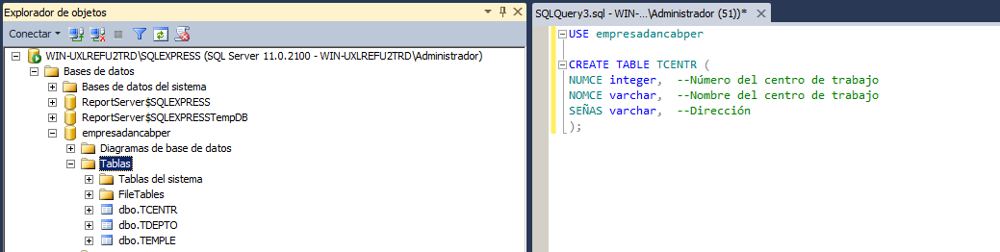 Explorador de objetos
Conectar
WIN-UXLREFU2TRD\SQLEXPRESS (SQL Server 11.0.2100 - WIN-UXLREFU2TRD\Administrador)
Bases de datos
Bases de datos del sistema
ReportServer$SQLEXPRESS
ReportServer$SQLEXPRESSTempDB
empresadancabper
Diagramas de base de datos
Tablas
Tablas del sistema
FileTables
dbo.TCENTR
dbo.TDEPTO
dbo.TEMPLE
SQLQuery3.sql - WIN-...\Administrador (51))*
USE empresadancabper
CREATE TABLE TCENTR (
NUMCE integer,  --Número del centro de trabajo
NOMCE varchar,  --Nombre del centro de trabajo
SEÑAS varchar,  --Dirección
);